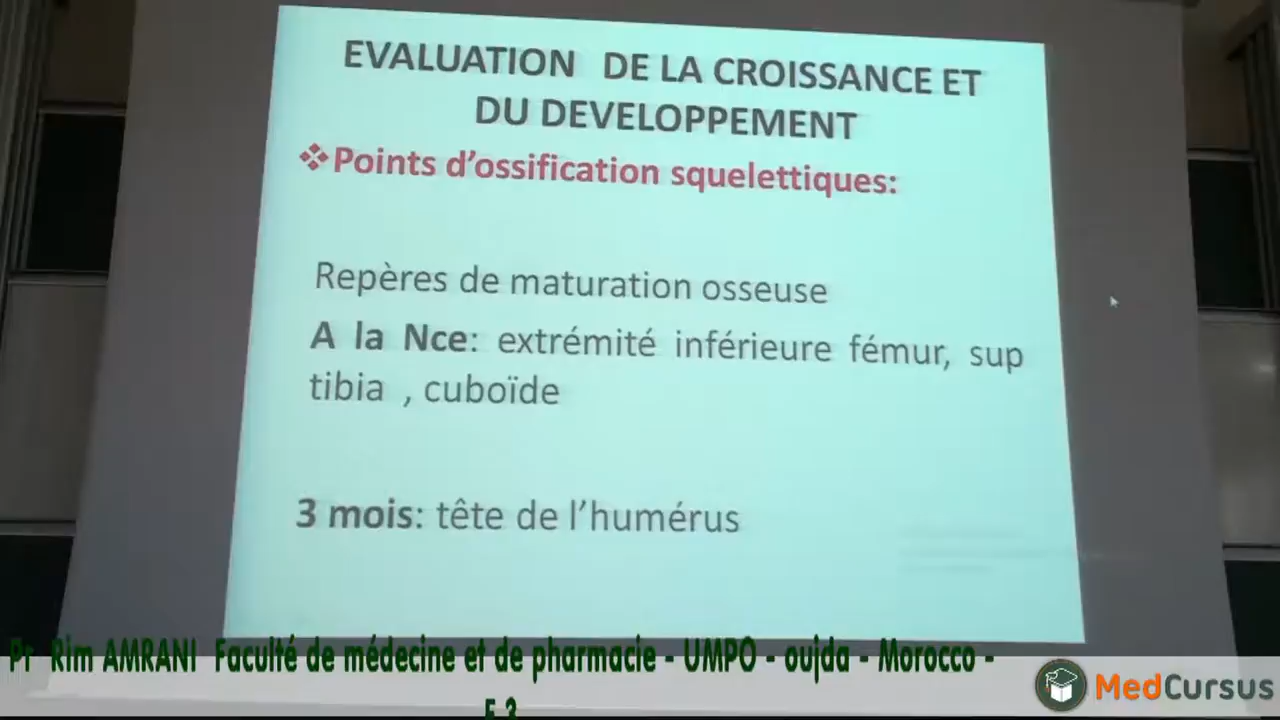 EVALUATION DE LA CROISSANCE ET
DU DEVELOPPEMENT
❖Points d'ossification squelettiques:
Repères de maturation osseuse
A la Nce: extrémité inférieure fémur, sup
tibia , cuboïde
3 mois: tête de l'humérus
Pr Rim AMRANI Faculté de médecine et de pharmacie - UMPO - oujda - Morocco -
MedCursus